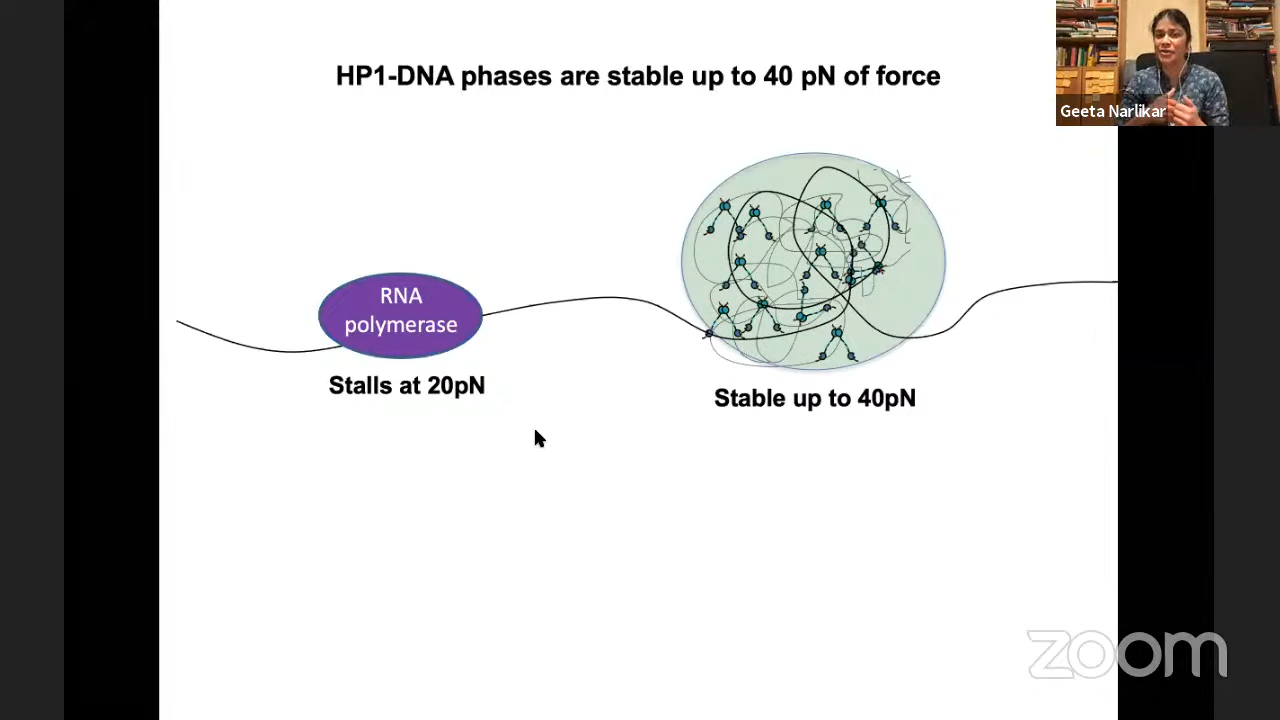 HP1-DNA phases are stable up to 40 pN of force
Geeta Narlikar
RNA
polymerase
Stalls at 20pN
Stable up to 40pN
zoom